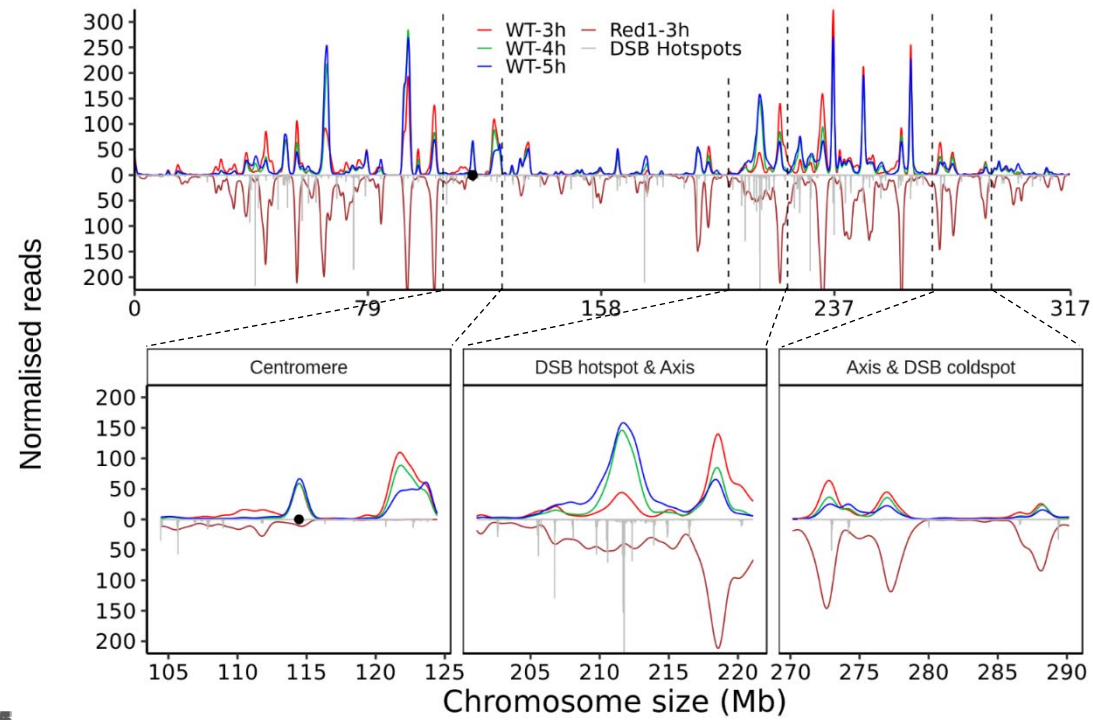 300
250
200
150
100
50
0
50
100
150
200
WT-3h
WT-4h
WT-5h
Red1-3h
DSB Hotspots
0 79 158 237 317
Normalised reads
Centromere
DSB hotspot & Axis
Axis & DSB coldspot
200
150
100
50
0
50
100
150
200
105 110 115 120 125
205 210 215 220
270 275 280 285 290
Chromosome size (Mb)